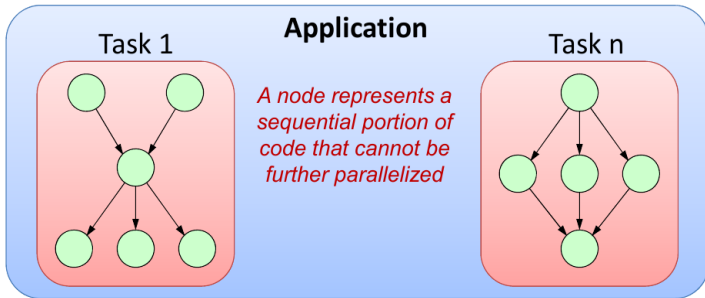 Application
Task 1
Task n
A node represents a
sequential portion of
code that cannot be
further parallelized